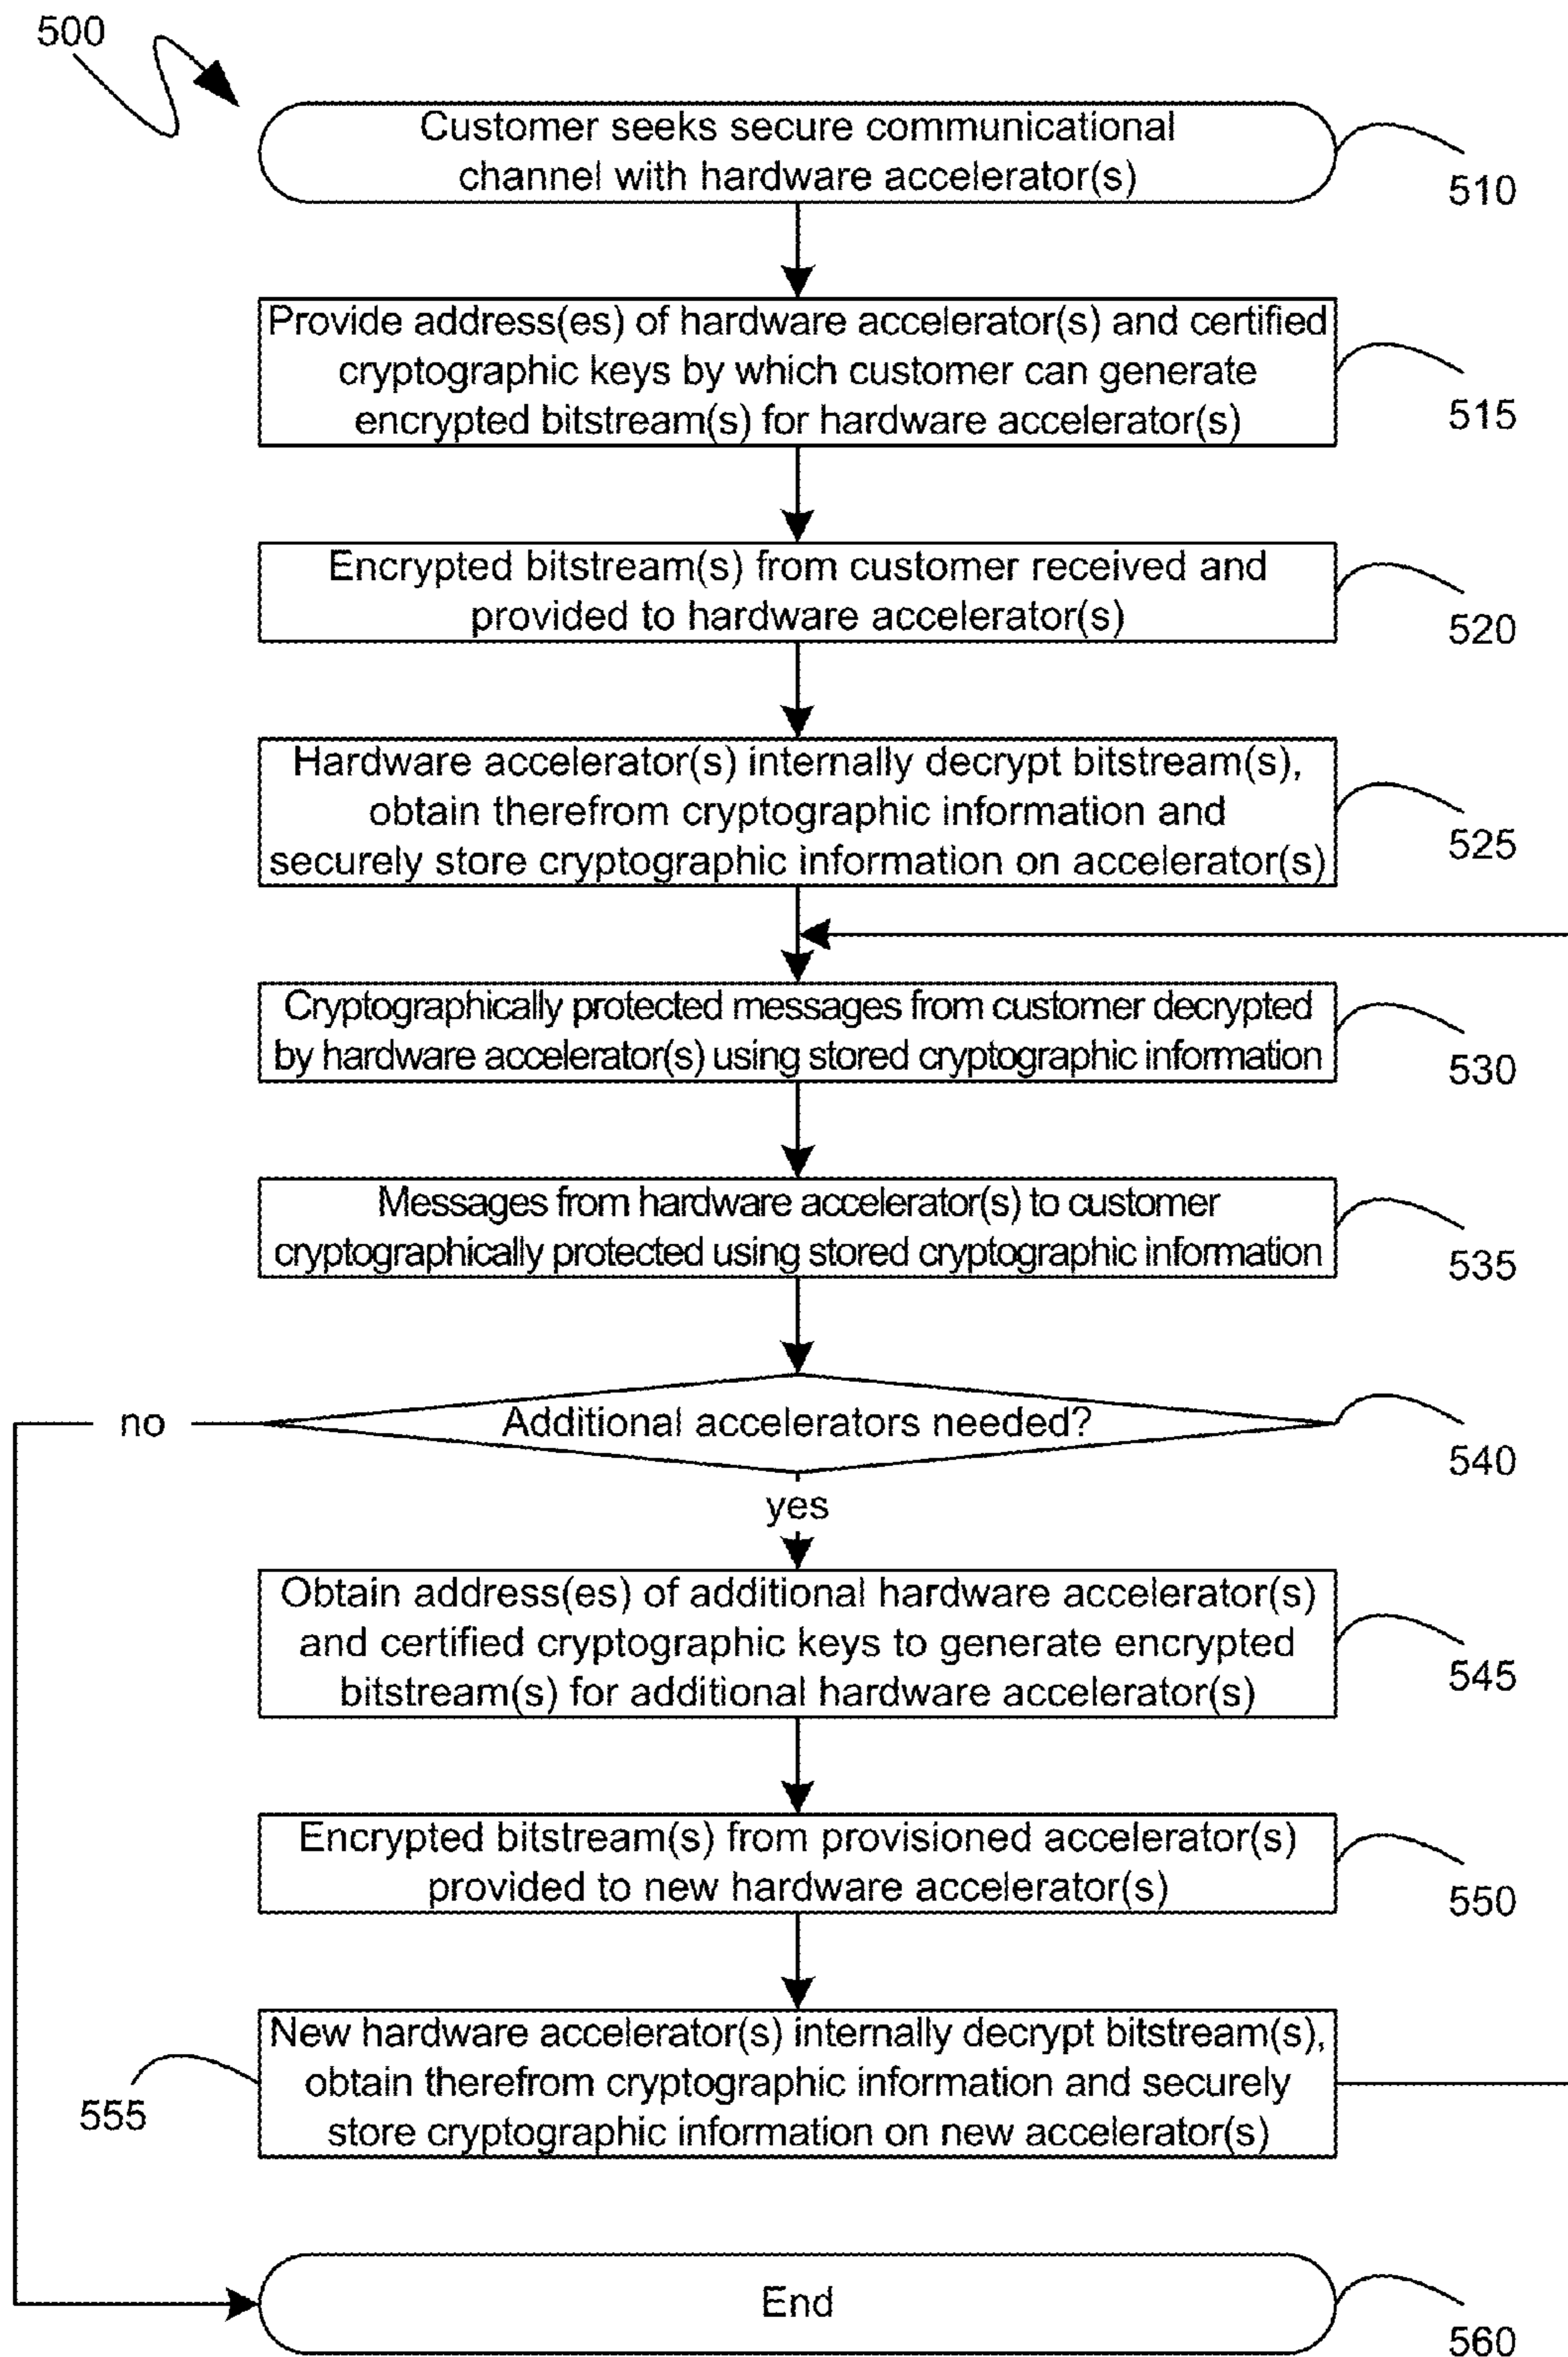 500
Customer seeks secure communicational
channel with hardware accelerator(s)
510
Provide address(es) of hardware accelerator(s) and certified
cryptographic keys by which customer can generate
encrypted bitstream(s) for hardware accelerator(s)
515
Encrypted bitstream(s) from customer received and
provided to hardware accelerator(s)
520
Hardware accelerator(s) internally decrypt bitstream(s),
obtain therefrom cryptographic information and
securely store cryptographic information on accelerator(s)
525
Cryptographically protected messages from customer decrypted
by hardware accelerator(s) using stored cryptographic information
530
Messages from hardware accelerator(s) to customer
cryptographically protected using stored cryptographic information
535
no
Additional accelerators needed?
540
yes
Obtain address(es) of additional hardware accelerator(s)
and certified cryptographic keys to generate encrypted
bitstream(s) for additional hardware accelerator(s)
545
Encrypted bitstream(s) from provisioned accelerator(s)
provided to new hardware accelerator(s)
550
New hardware accelerator(s) internally decrypt bitstream(s),
obtain therefrom cryptographic information and securely
store cryptographic information on new accelerator(s)
555
End
560